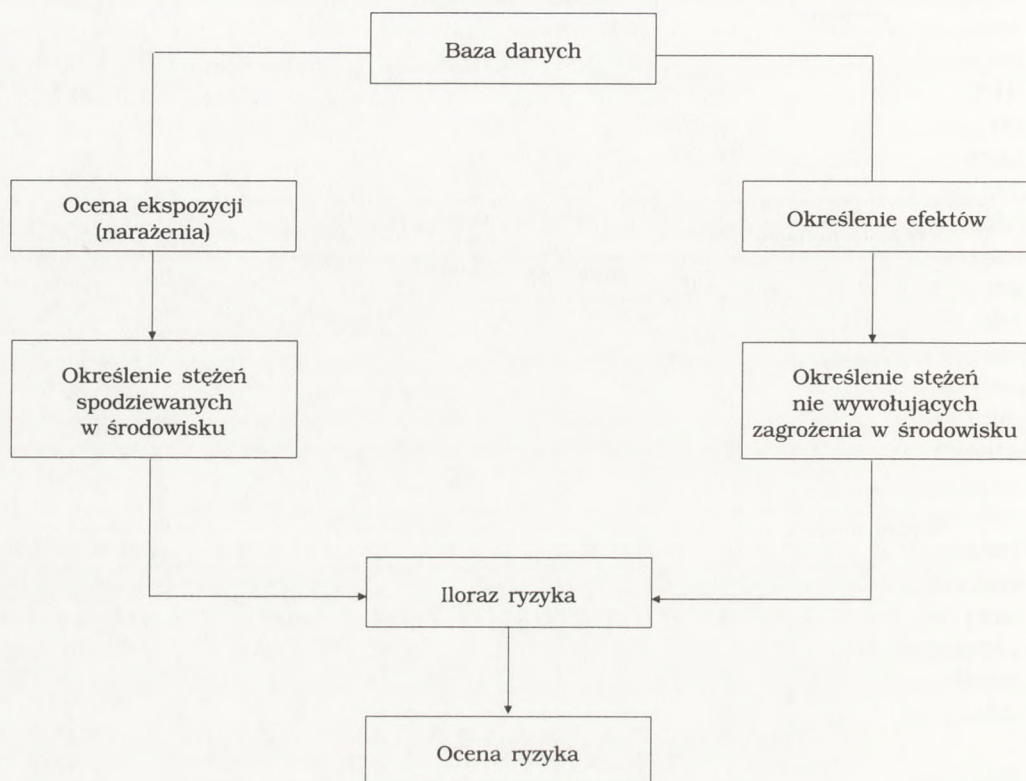 Baza danych
Ocena ekspozycji
(narażenia)
Określenie efektów
Określenie stężeń
spodziewanych
w środowisku
Określenie stężeń
nie wywołujących
zagrożenia w środowisku
Iloraz ryzyka
Ocena ryzyka